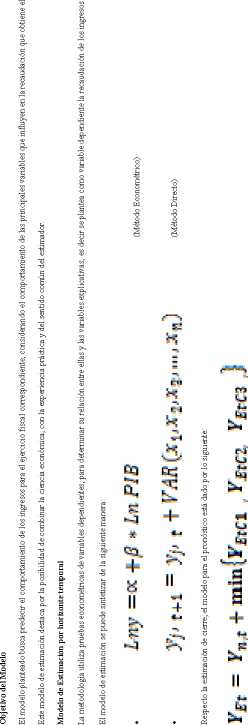 Objetivo del Modelo
El modelo planteado busca predecir el comportamiento de los ingresos para el ejercicio fiscal correspondiente, considerando el comportamiento de las principales variables que influyen en la recaudación que obtiene el
Este modelo de estimación destaca por la posibilidad de combinar la ciencia económica, con la experiencia práctica y del sentido común del estimador.
Modelo de Estimación por horizonte temporal
La metodología utiliza pruebas econométricas de variables dependientes, para determinar su relación entre ellas y las variables explicativas, es decir se plantea como variable dependiente la recaudación de los ingresos
El modelo de estimación se puede sintetizar de la siguiente manera:
• Lny =∝ +β * Ln PIB (Método Econométrico)
• y_{j, t+1} = y_{j, t} + VAR(x_1, x_2, x_3, ..., x_n) (Método Directo)
Respecto la estimación de cierre, el modelo para el pronóstico está dado por lo siguiente:
Y_{Et} = Y_{n,t} + min{Y_{EtC1} , Y_{EtC2}, Y_{EtC3} ,}